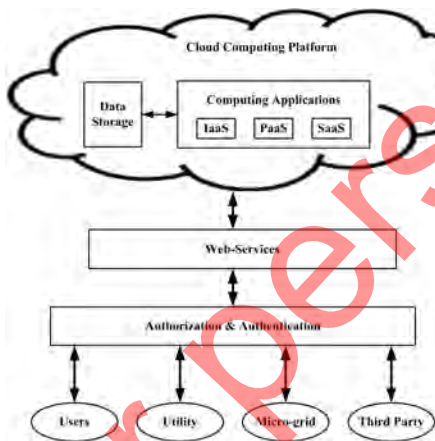 Cloud Computing Platform
Data
Storage
Computing Applications
IaaS PaaS SaaS
Web-Services
Authorization & Authentication
Users Utility Micro-grid Third Party
r pers